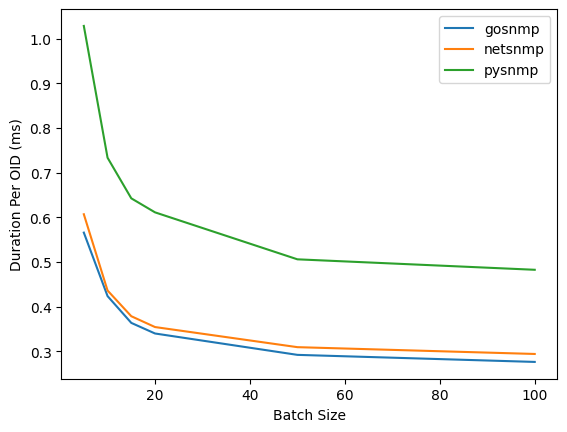 1.0
0.9
0.8
0.7
0.6
0.5
0.4
0.3
Duration Per OID (ms)
gosnmp
netsnmp
pysnmp
20 40 60 80 100
Batch Size